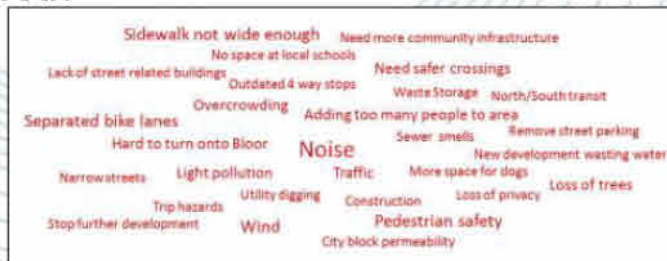 Sidewalk not wide enough
Need more community infrastructure
No space at local schools
Lack of street related buildings
Need safer crossings
Outdated 4 way stops
Waste Storage
North/South transit
Overcrowding
Adding too many people to area
Separated bike lanes
Sewer smells
Remove street parking
Hard to turn onto Bloor
Noise
New development wasting water
Narrow streets
Light pollution
Traffic
More space for dogs
Loss of trees
Utility digging
Construction
Loss of privacy
Trip hazards
Stop further development
Wind
Pedestrian safety
City block permeability